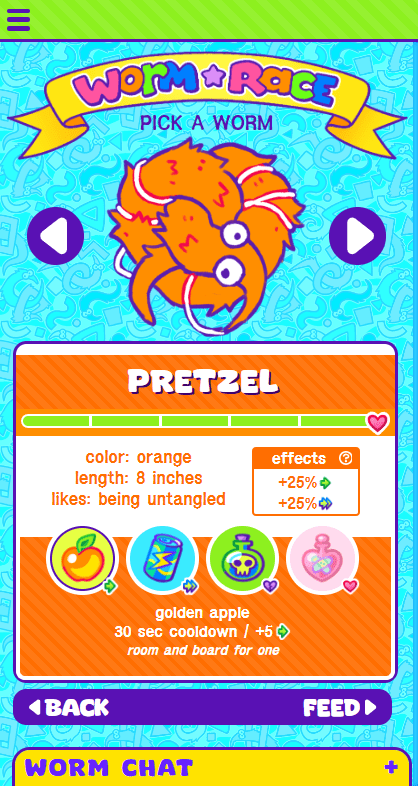 Worm Race
PICK A WORM
PRETZEL
color: orange
length: 8 inches
likes: being untangled
effects ?
+25%
+25%
golden apple
30 sec cooldown / +5
room and board for one
BACK
FEED
WORM CHAT +